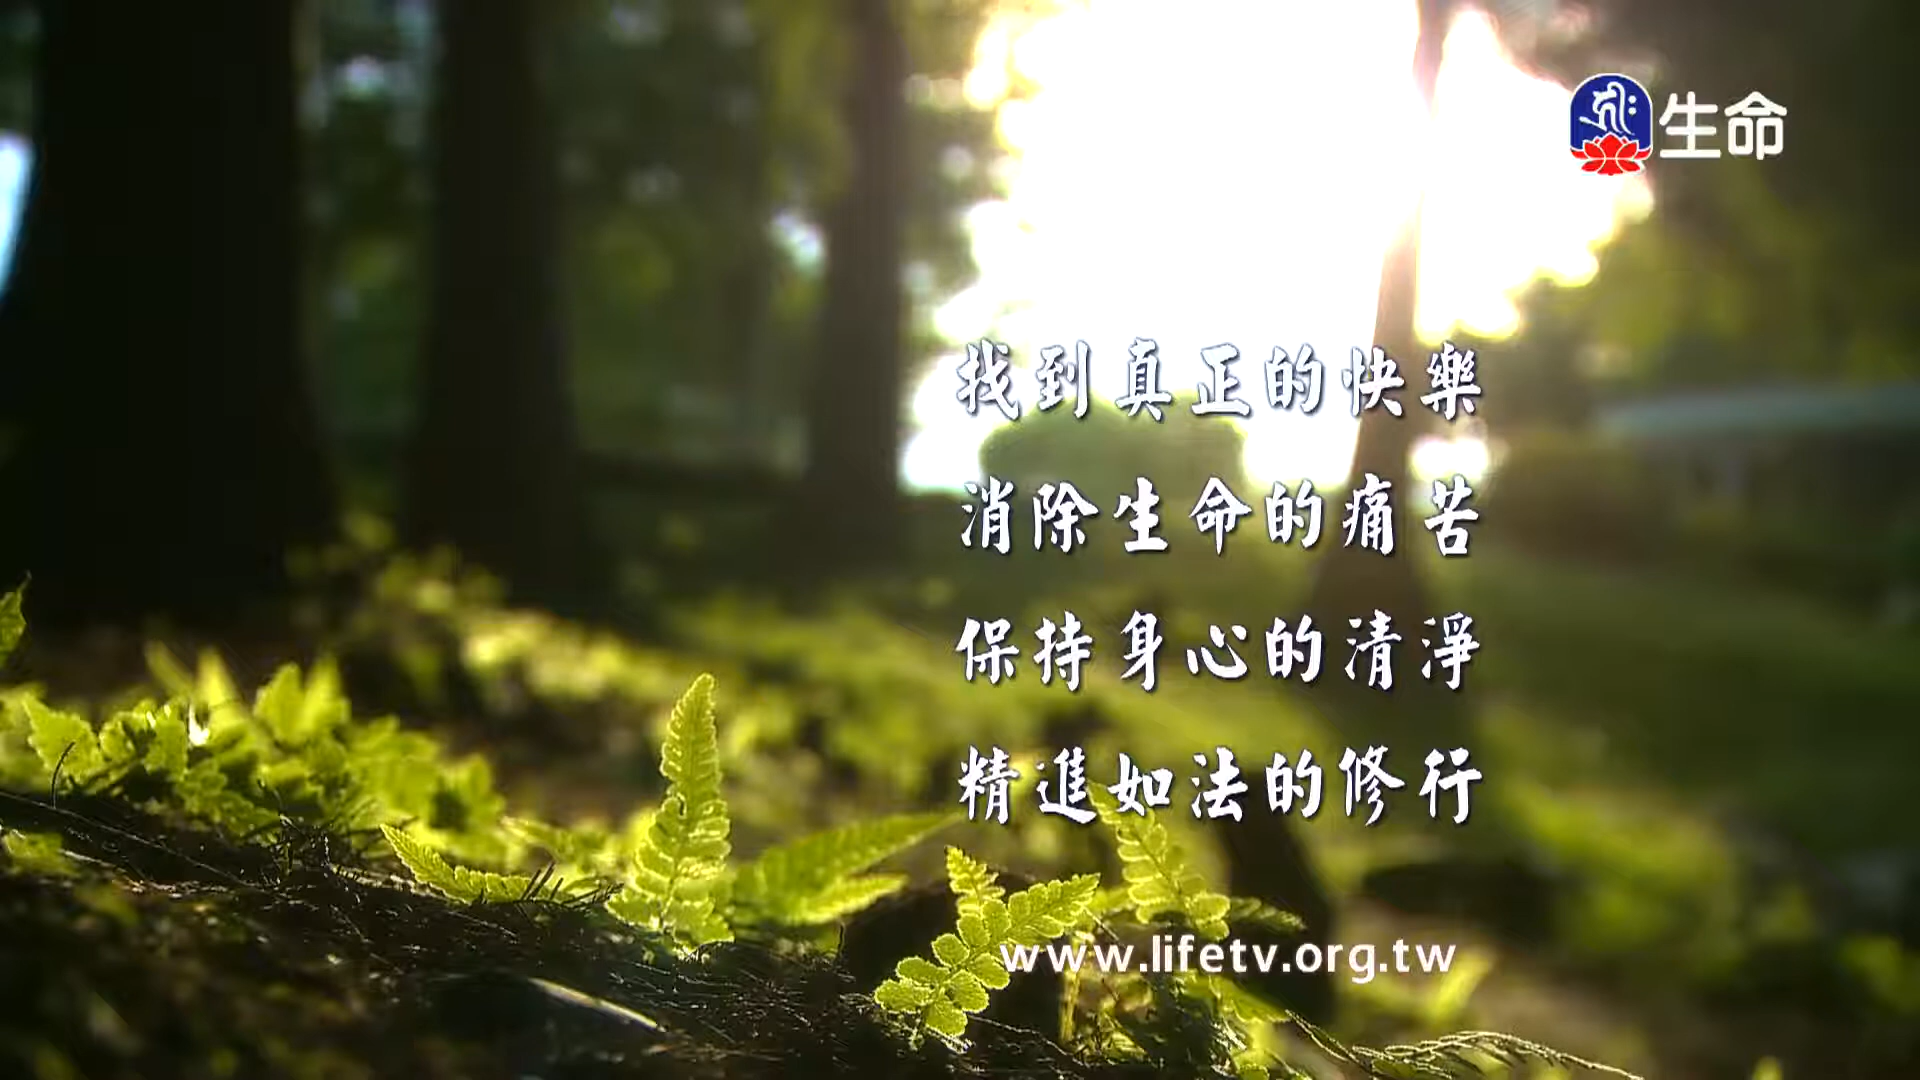 生命
找到真正的快樂
消除生命的痛苦
保持身心的清淨
精進如法的修行
www.lifetv.org.tw